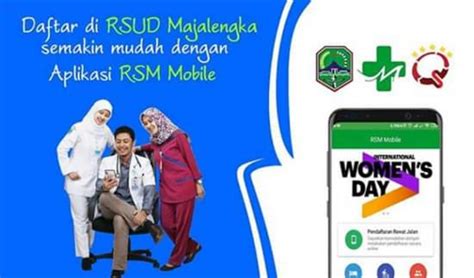 Daftar di RSUD Majalengka
semakin mudah dengan
Aplikasi RSM Mobile
RSM Mobile
INTERNATIONAL
WOMEN'S
DAY
Pendaftaran Rawat Jalan